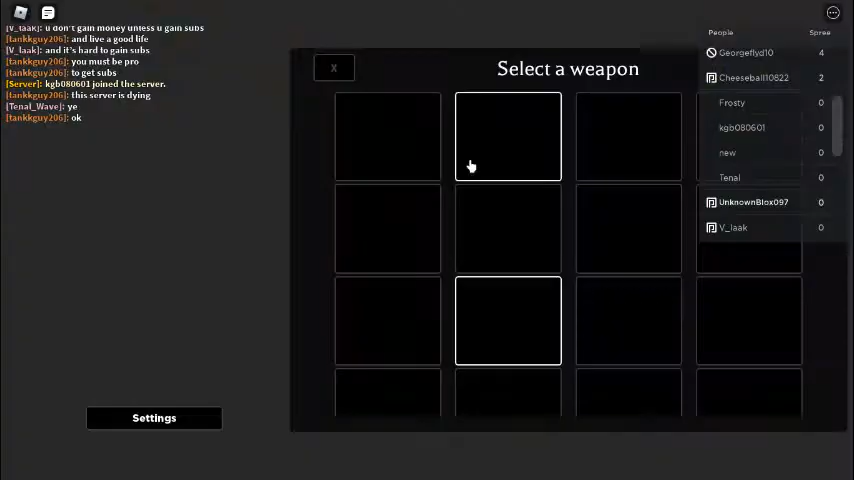 [V_laak]: u don't gain money unless u gain subs
[tankkguy206]: and live a good life
[V_laak]: and it's hard to gain subs
[tankkguy206]: you must be pro
[tankkguy206]: to get subs
[Server]: kgb080601 joined the server.
[tankkguy206]: this server is dying
[Tenal_Wave]: ye
[tankkguy206]: ok
X
Select a weapon
People Spree
Georgeflyd10 4
Cheeseball10822 2
Frosty 0
kgb080601 0
new 0
Tenal 0
UnknownBlox097 0
V_laak 0
Settings